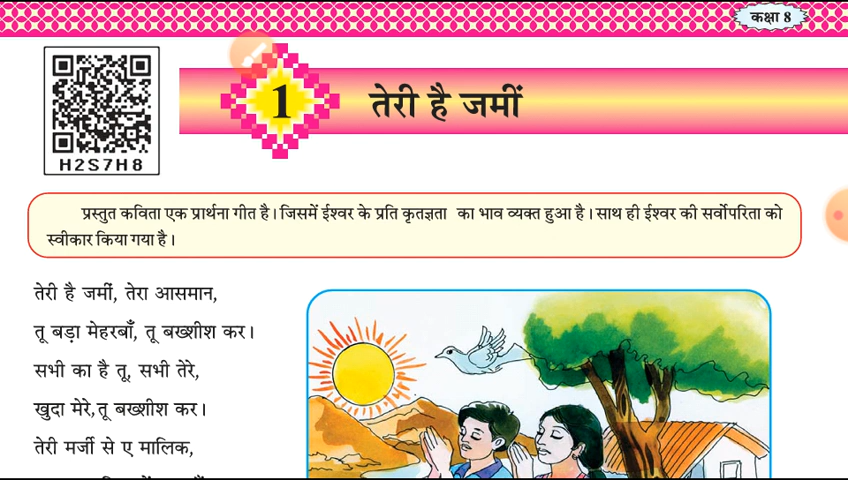 कक्षा 8
H2S7H8
1
तेरी है जमीं
प्रस्तुत कविता एक प्रार्थना गीत है। जिसमें ईश्वर के प्रति कृतज्ञता का भाव व्यक्त हुआ है। साथ ही ईश्वर की सर्वोपरिता को
स्वीकार किया गया है।
तेरी है जमीं, तेरा आसमान,
तू बड़ा मेहरबाँ, तू बख्शीश कर।
सभी का है तू, सभी तेरे,
खुदा मेरे,तू बख्शीश कर।
तेरी मर्जी से ए मालिक,